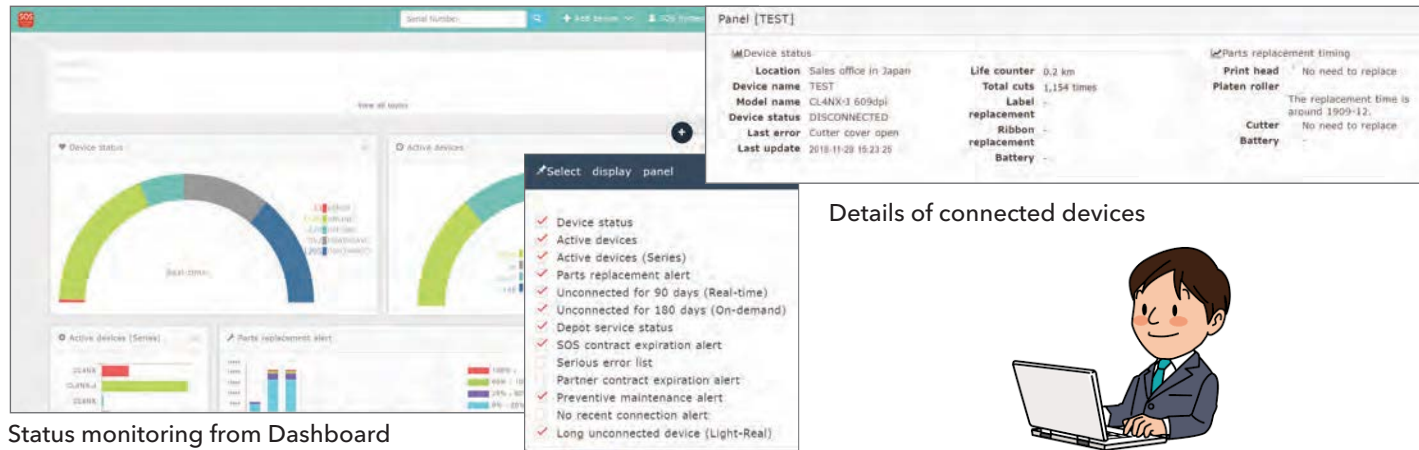 SOS
Serial Number
+ Add device
SOS
View all tasks
Device status
Active devices
Real-time
Active devices (Series)
Parts replacement alert
CL4NX
CL4NX-J
Status monitoring from Dashboard
Select display panel
Device status
Active devices
Active devices (Series)
Parts replacement alert
Unconnected for 90 days (Real-time)
Unconnected for 180 days (On-demand)
Depot service status
SOS contract expiration alert
Serious error list
Partner contract expiration alert
Preventive maintenance alert
No recent connection alert
Long unconnected device (Light-Real)
Panel [TEST]
Device status
Location Sales office in Japan
Device name TEST
Model name CL4NX-J 609dpi
Device status DISCONNECTED
Last error Cutter cover open
Last update 2018-11-29 15:23:25
Life counter 0.2 km
Total cuts 1,154 times
Label replacement -
Ribbon replacement -
Battery -
Parts replacement timing
Print head No need to replace
Platen roller
The replacement time is
around 1909-12.
Cutter No need to replace
Battery -
Details of connected devices